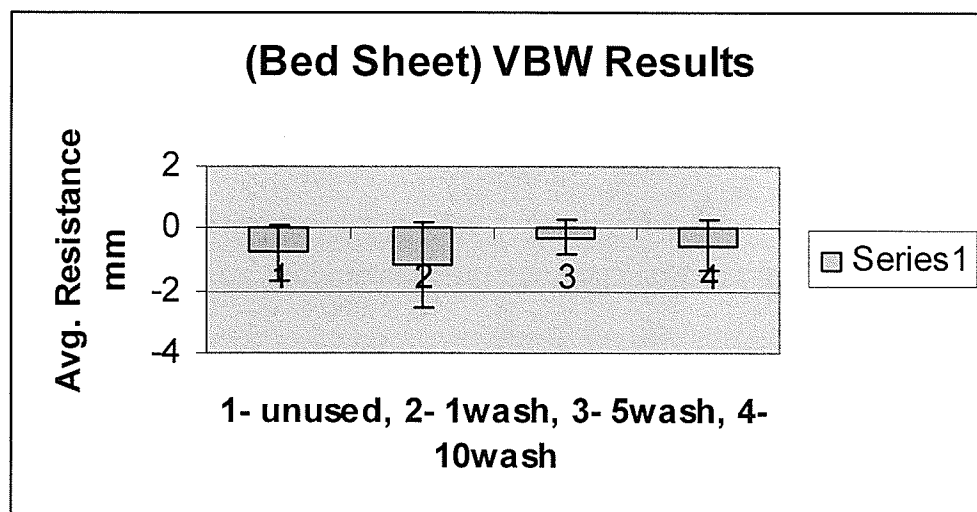 (Bed Sheet) VBW Results
Avg. Resistance
mm
2
0
-2
-4
1
2
3
4
Series1
1- unused, 2- 1wash, 3- 5wash, 4-
10wash